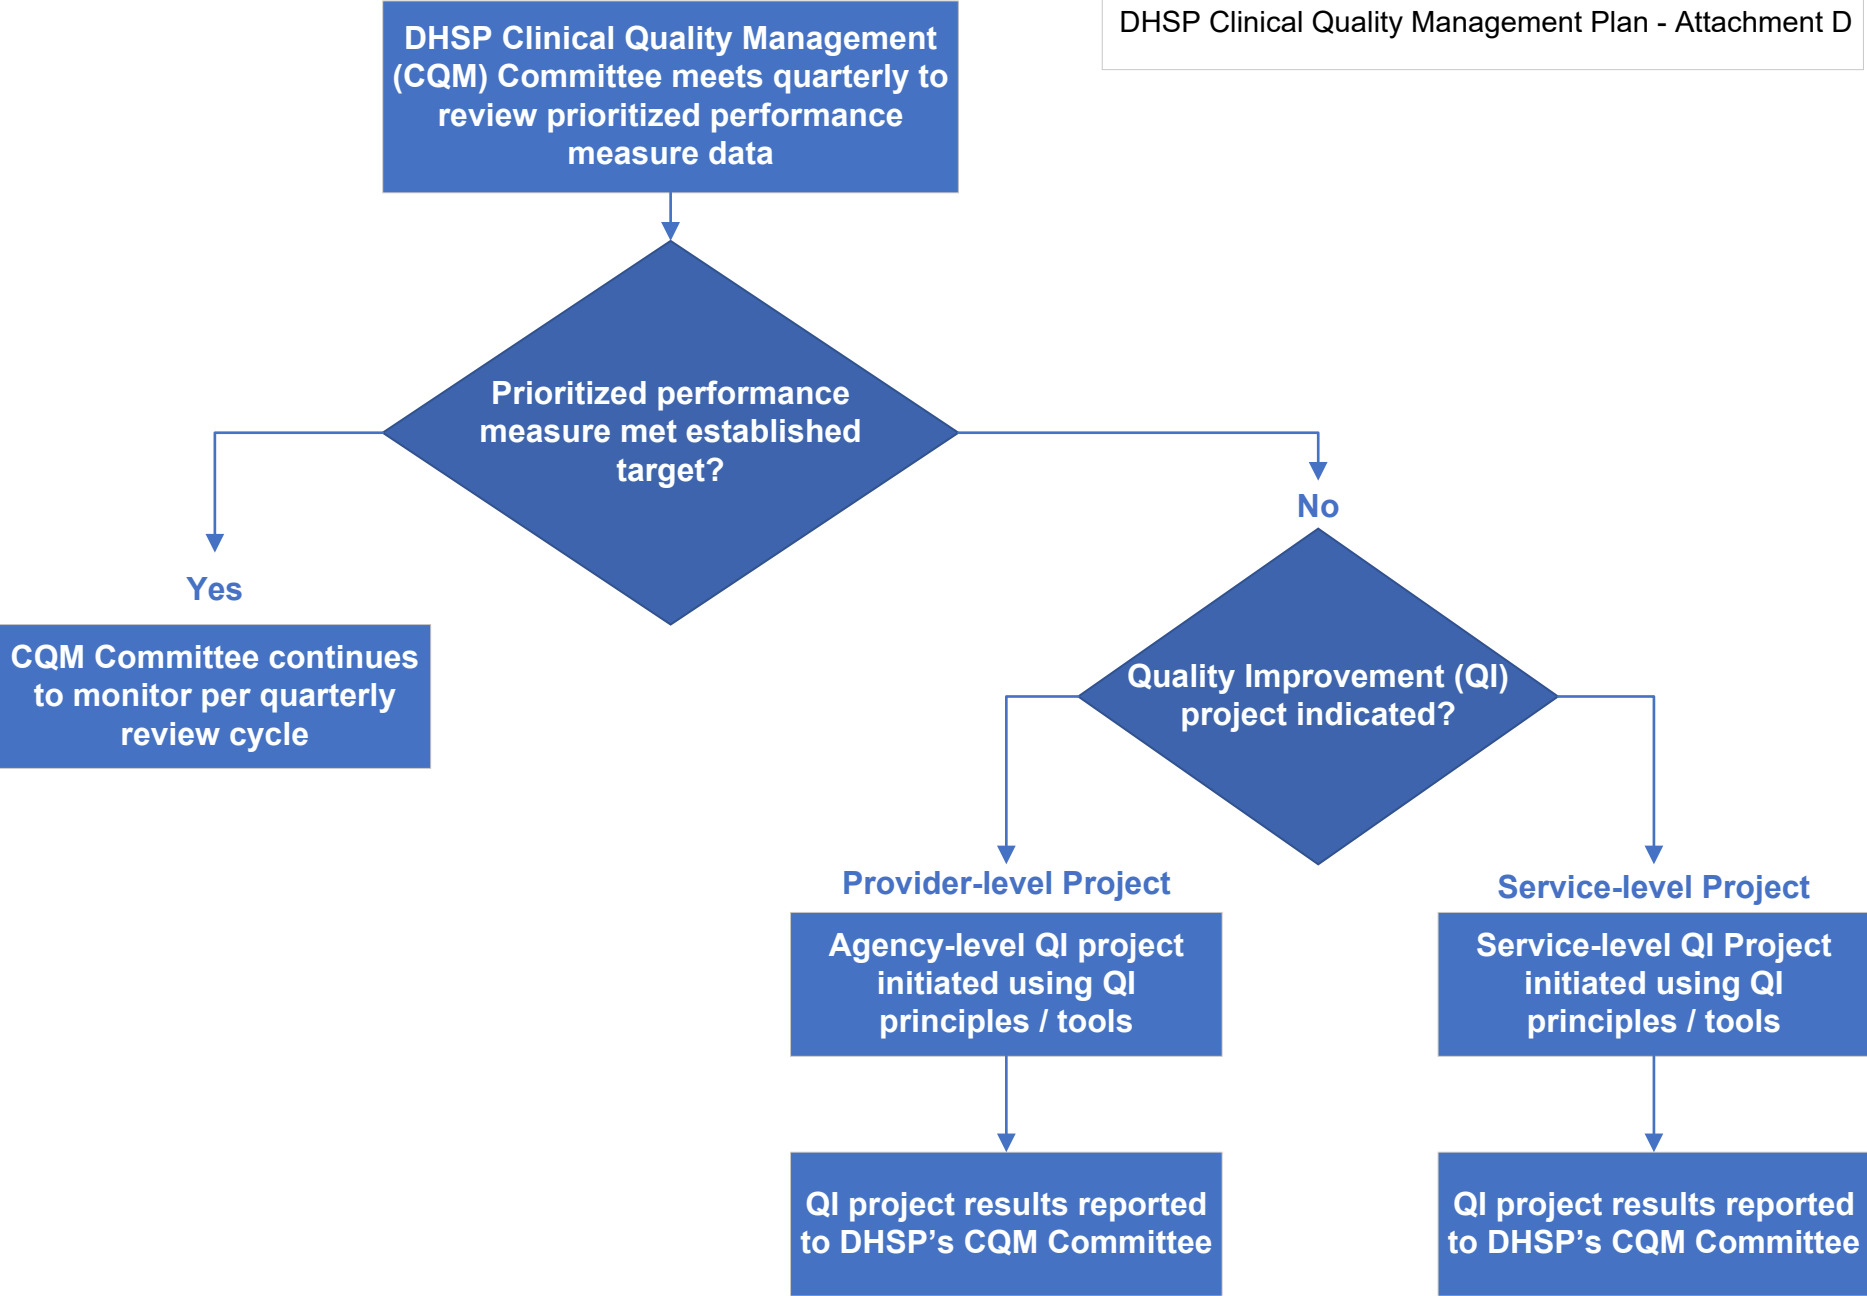 DHSP Clinical Quality Management Plan - Attachment D
DHSP Clinical Quality Management
(CQM) Committee meets quarterly to
review prioritized performance
measure data
Prioritized performance
measure met established
target?
Yes
CQM Committee continues
to monitor per quarterly
review cycle
No
Quality Improvement (QI)
project indicated?
Provider-level Project
Agency-level QI project
initiated using QI
principles / tools
QI project results reported
to DHSP’s CQM Committee
Service-level Project
Service-level QI Project
initiated using QI
principles / tools
QI project results reported
to DHSP’s CQM Committee